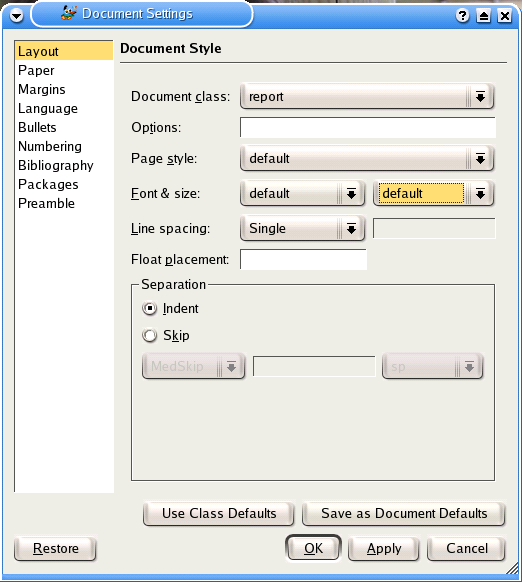 Document Settings
?
Layout
Paper
Margins
Language
Bullets
Numbering
Bibliography
Packages
Preamble
Document Style
Document class: report
Options:
Page style: default
Font & size: default default
Line spacing: Single
Float placement:
Separation
Indent
Skip
MedSkip sp
Use Class Defaults Save as Document Defaults
Restore OK Apply Cancel